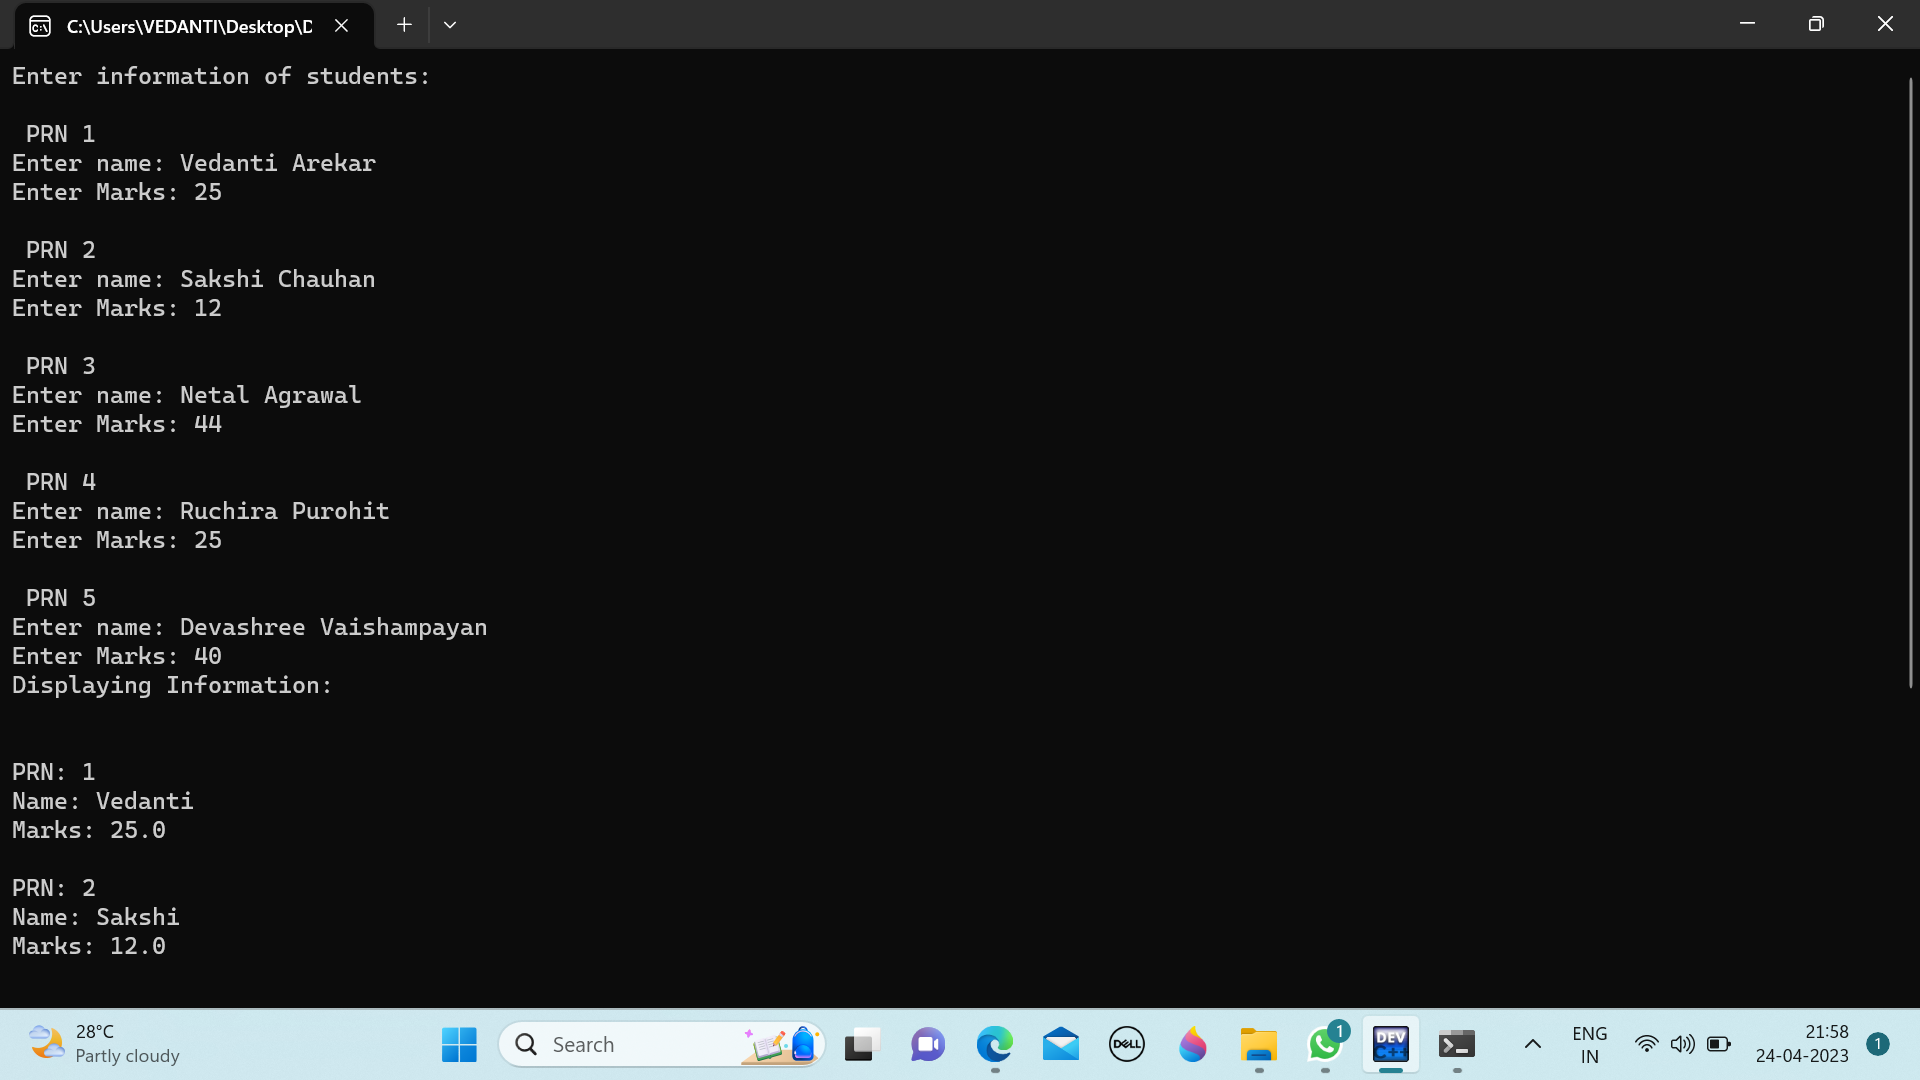 C:\Users\VEDANTI\Desktop\D
Enter information of students:
PRN 1
Enter name: Vedanti Arekar
Enter Marks: 25
PRN 2
Enter name: Sakshi Chauhan
Enter Marks: 12
PRN 3
Enter name: Netal Agrawal
Enter Marks: 44
PRN 4
Enter name: Ruchira Purohit
Enter Marks: 25
PRN 5
Enter name: Devashree Vaishampayan
Enter Marks: 40
Displaying Information:
PRN: 1
Name: Vedanti
Marks: 25.0
PRN: 2
Name: Sakshi
Marks: 12.0
28°C
Partly cloudy
Search
DELL
1
DEV
C++
ENG
IN
21:58
24-04-2023
1